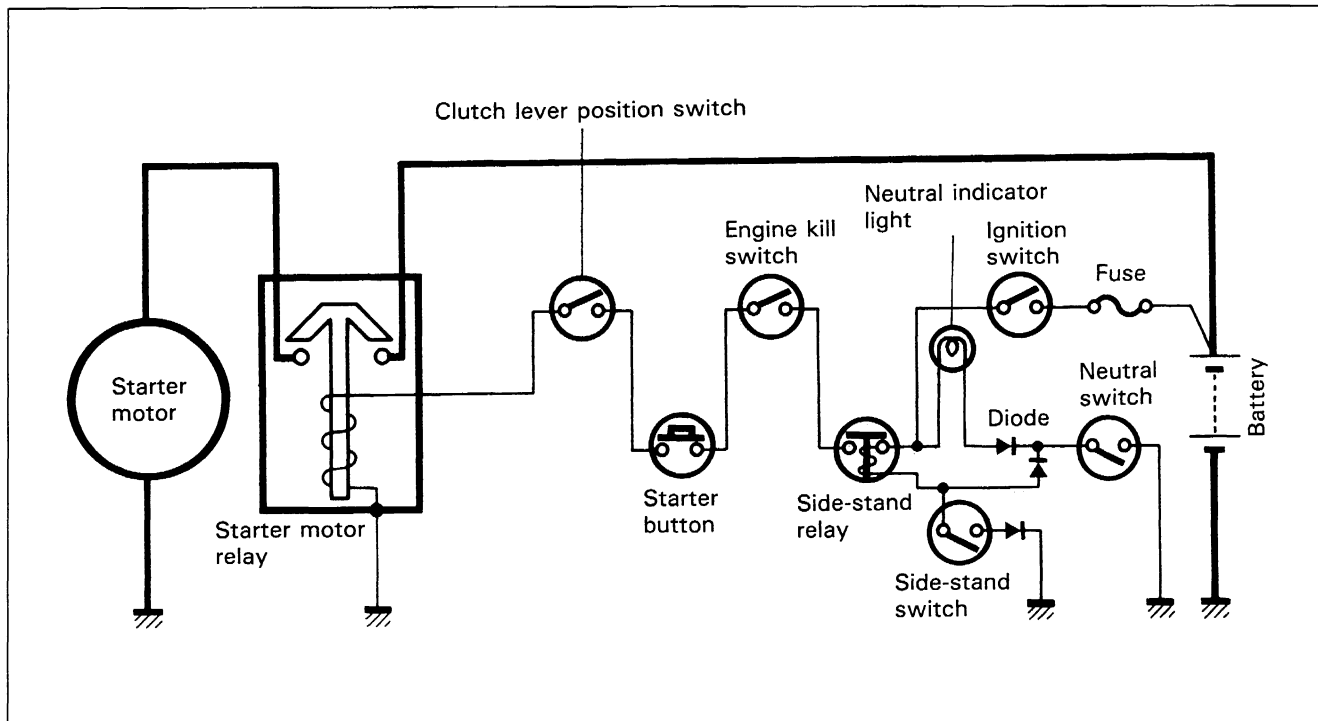 Clutch lever position switch
Neutral indicator
light
Engine kill
switch
Ignition
switch
Fuse
Starter
motor
Neutral
switch
Battery
Diode
Starter
button
Side-stand
relay
Starter motor
relay
Side-stand
switch